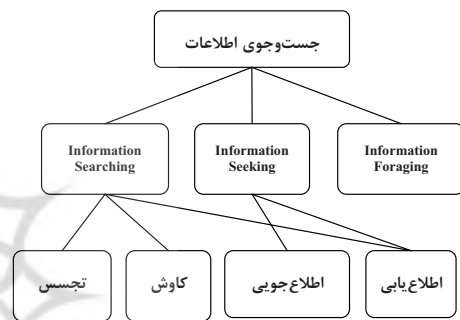 جست‌وجوی اطلاعات
Information
Searching
Information
Seeking
Information
Foraging
تجسس
کاوش
اطلاع‌جویی
اطلاع‌یابی